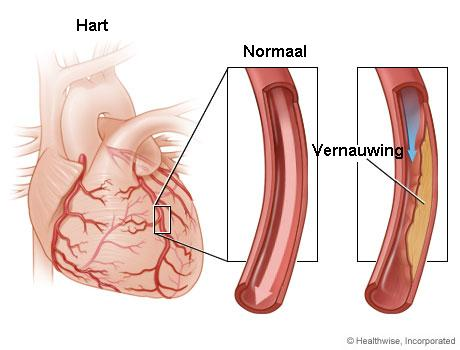 Hart
Normaal
Vernauwing
© Healthwise, Incorporated